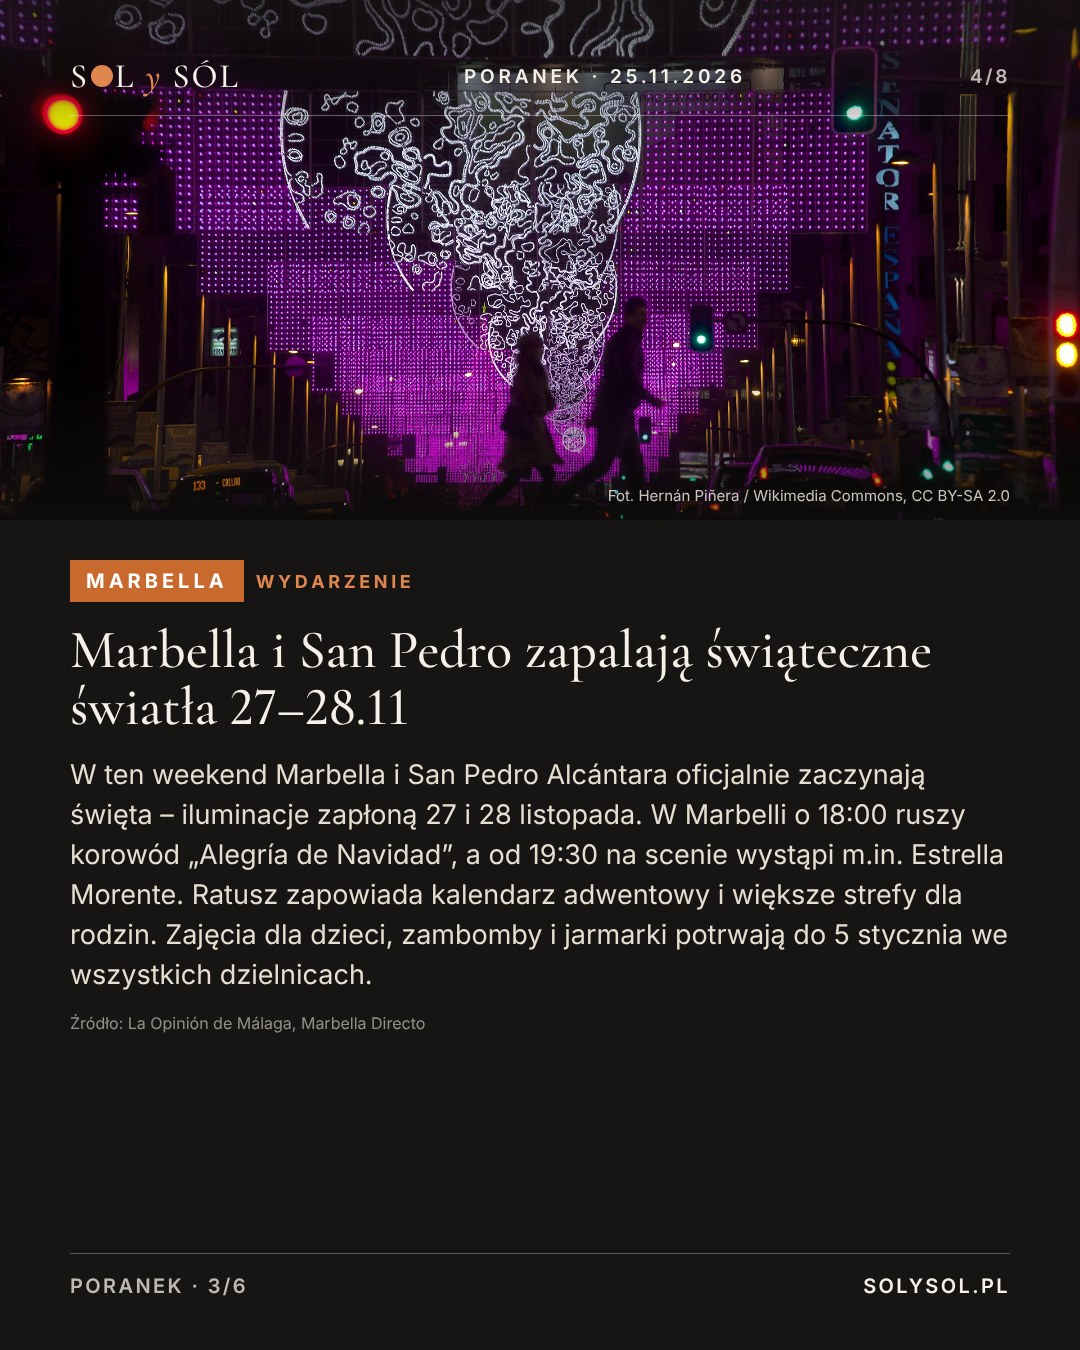 SOL y SÓL
PORANEK · 25.11.2026
4/8
SENATOR ESPAÑA
133 - CALLAO
Fot. Hernán Piñera / Wikimedia Commons, CC BY-SA 2.0
MARBELLA WYDARZENIE
Marbella i San Pedro zapalają świąteczne
światła 27–28.11
W ten weekend Marbella i San Pedro Alcántara oficjalnie zaczynają
święta – iluminacje zapłoną 27 i 28 listopada. W Marbelli o 18:00 ruszy
korowód „Alegría de Navidad”, a od 19:30 na scenie wystąpi m.in. Estrella
Morente. Ratusz zapowiada kalendarz adwentowy i większe strefy dla
rodzin. Zajęcia dla dzieci, zambomby i jarmarki potrwają do 5 stycznia we
wszystkich dzielnicach.
Źródło: La Opinión de Málaga, Marbella Directo
PORANEK · 3/6
SOLYSOL.PL